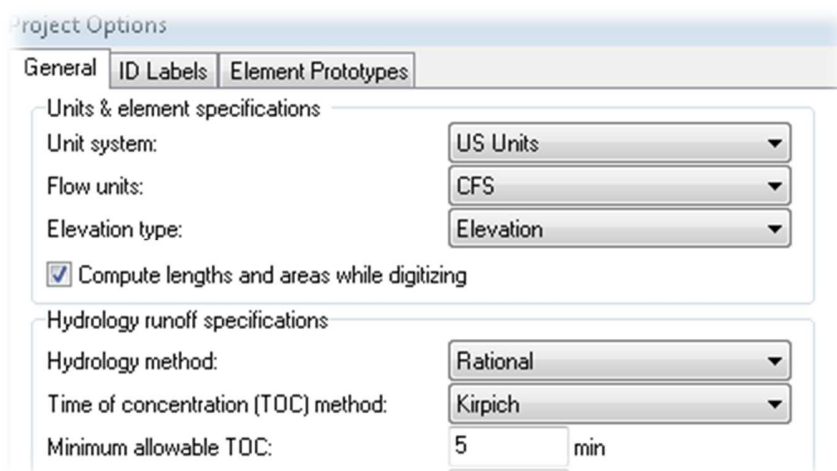 Project Options
General ID Labels Element Prototypes
Units & element specifications
Unit system: US Units
Flow units: CFS
Elevation type: Elevation
Compute lengths and areas while digitizing
Hydrology runoff specifications
Hydrology method: Rational
Time of concentration (TOC) method: Kirpich
Minimum allowable TOC: 5 min